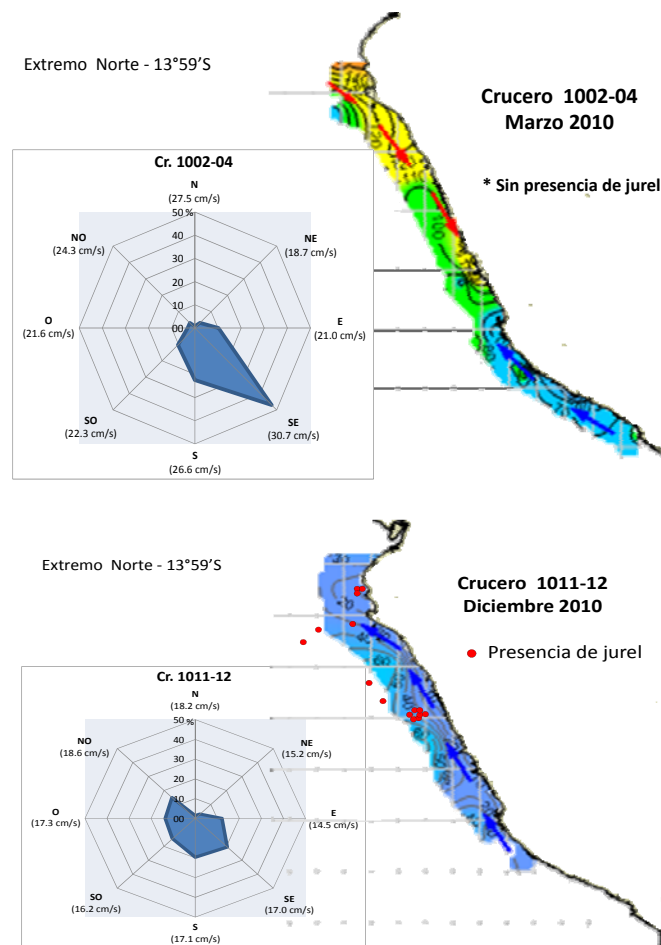 Extremo Norte - 13°59'S
Crucero 1002-04
Marzo 2010
* Sin presencia de jurel
Cr. 1002-04
N
(27.5 cm/s)
50 %
40
30
20
10
00
NE
(18.7 cm/s)
E
(21.0 cm/s)
SE
(30.7 cm/s)
S
(26.6 cm/s)
SO
(22.3 cm/s)
O
(21.6 cm/s)
NO
(24.3 cm/s)
Extremo Norte - 13°59'S
Crucero 1011-12
Diciembre 2010
Presencia de jurel
Cr. 1011-12
N
(18.2 cm/s)
50 %
40
30
20
10
00
NE
(15.2 cm/s)
E
(14.5 cm/s)
SE
(17.0 cm/s)
S
(17.1 cm/s)
SO
(16.2 cm/s)
O
(17.3 cm/s)
NO
(18.6 cm/s)